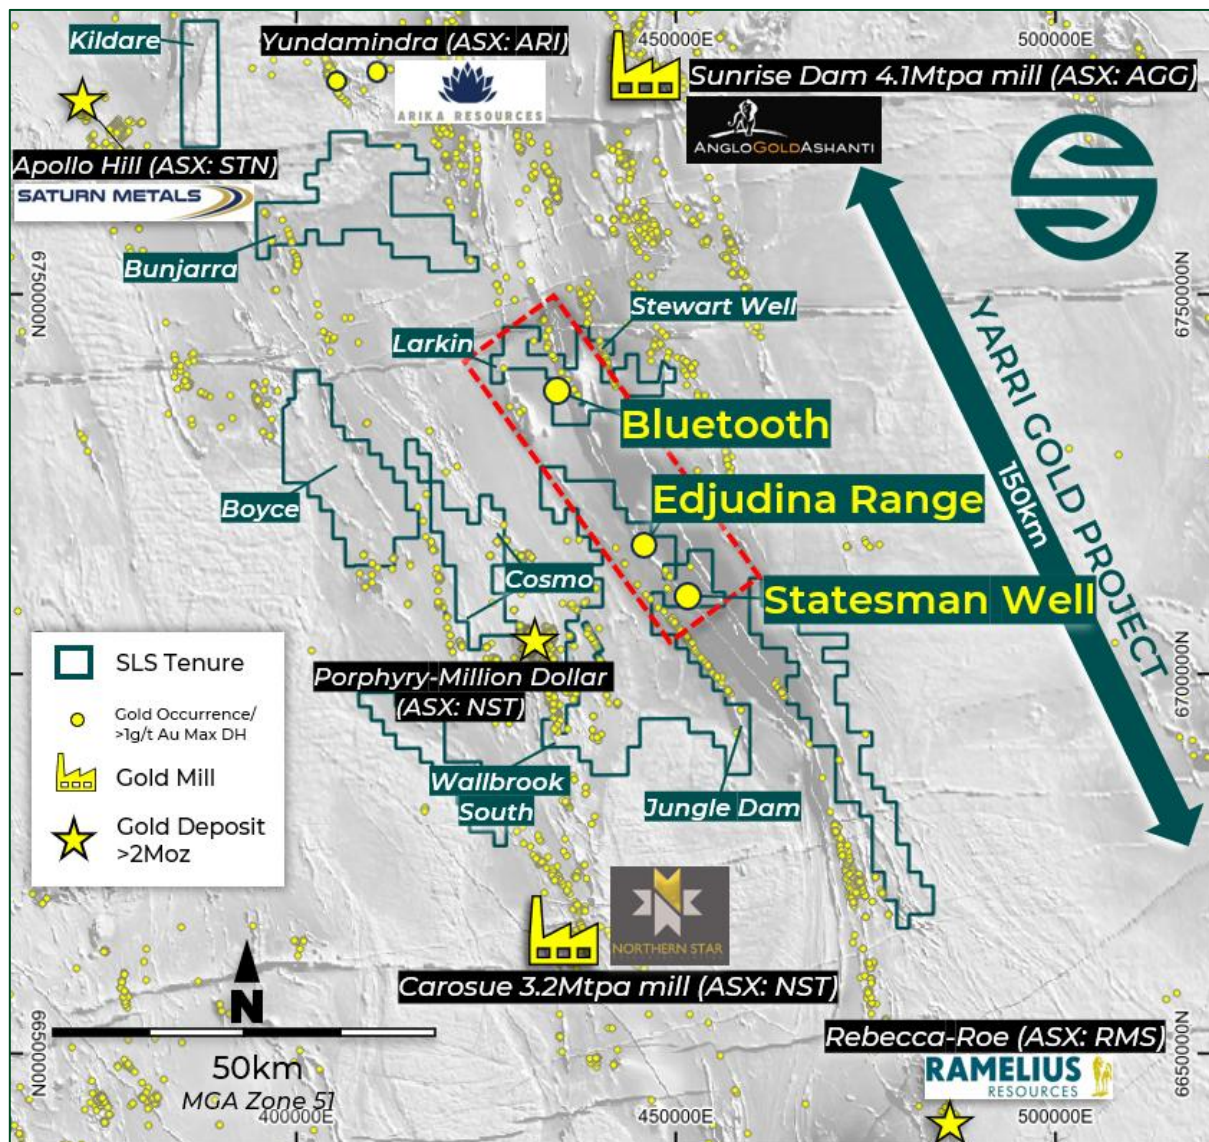 Kildare
Yundamindra (ASX: ARI)
450000E
500000E
Sunrise Dam 4.1Mtpa mill (ASX: AGG)
ARIKA RESOURCES
ANGLOGOLDASHANTI
Apollo Hill (ASX: STN)
SATURN METALS
Bunjarra
6750000N
6750000N
Stewart Well
Larkin
Bluetooth
YARRI GOLD PROJECT
150km
Edjudina Range
Boyce
Cosmo
Statesman Well
SLS Tenure
Gold Occurrence/
>1g/t Au Max DH
Gold Mill
Gold Deposit
>2Moz
Porphyry-Million Dollar
(ASX: NST)
6700000N
Wallbrook
South
Jungle Dam
NORTHERN STAR
Carosue 3.2Mtpa mill (ASX: NST)
N
50km
MGA Zone 51
6650000N
6650000N
Rebecca-Roe (ASX: RMS)
RAMELIUS
RESOURCES
400000E
450000E
500000E